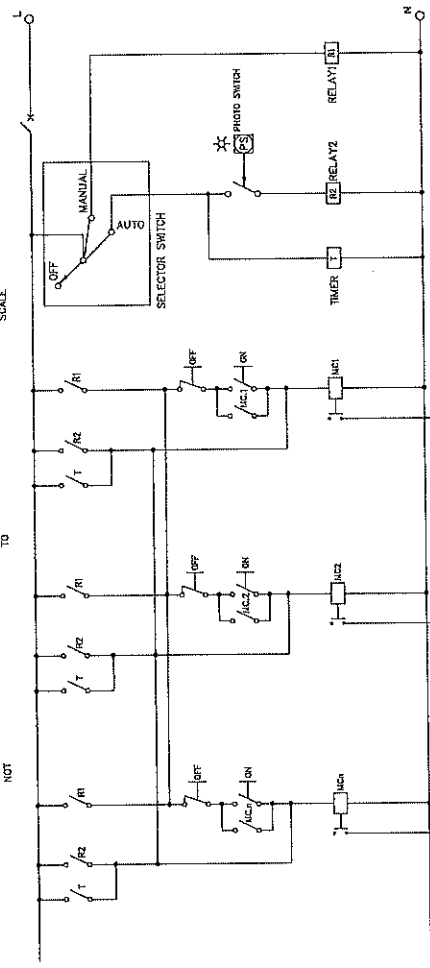 NOT TO SCALE
L
N
OFF
MANUAL
AUTO
SELECTOR SWITCH
PHOTO SWITCH
PS
R1
RELAY1
R2
RELAY2
T
TIMER
R1
R2
T
OFF
ON
MC.1
MC1
R1
R2
T
OFF
ON
MC.2
MC2
R1
R2
T
OFF
ON
MC.n
MCn